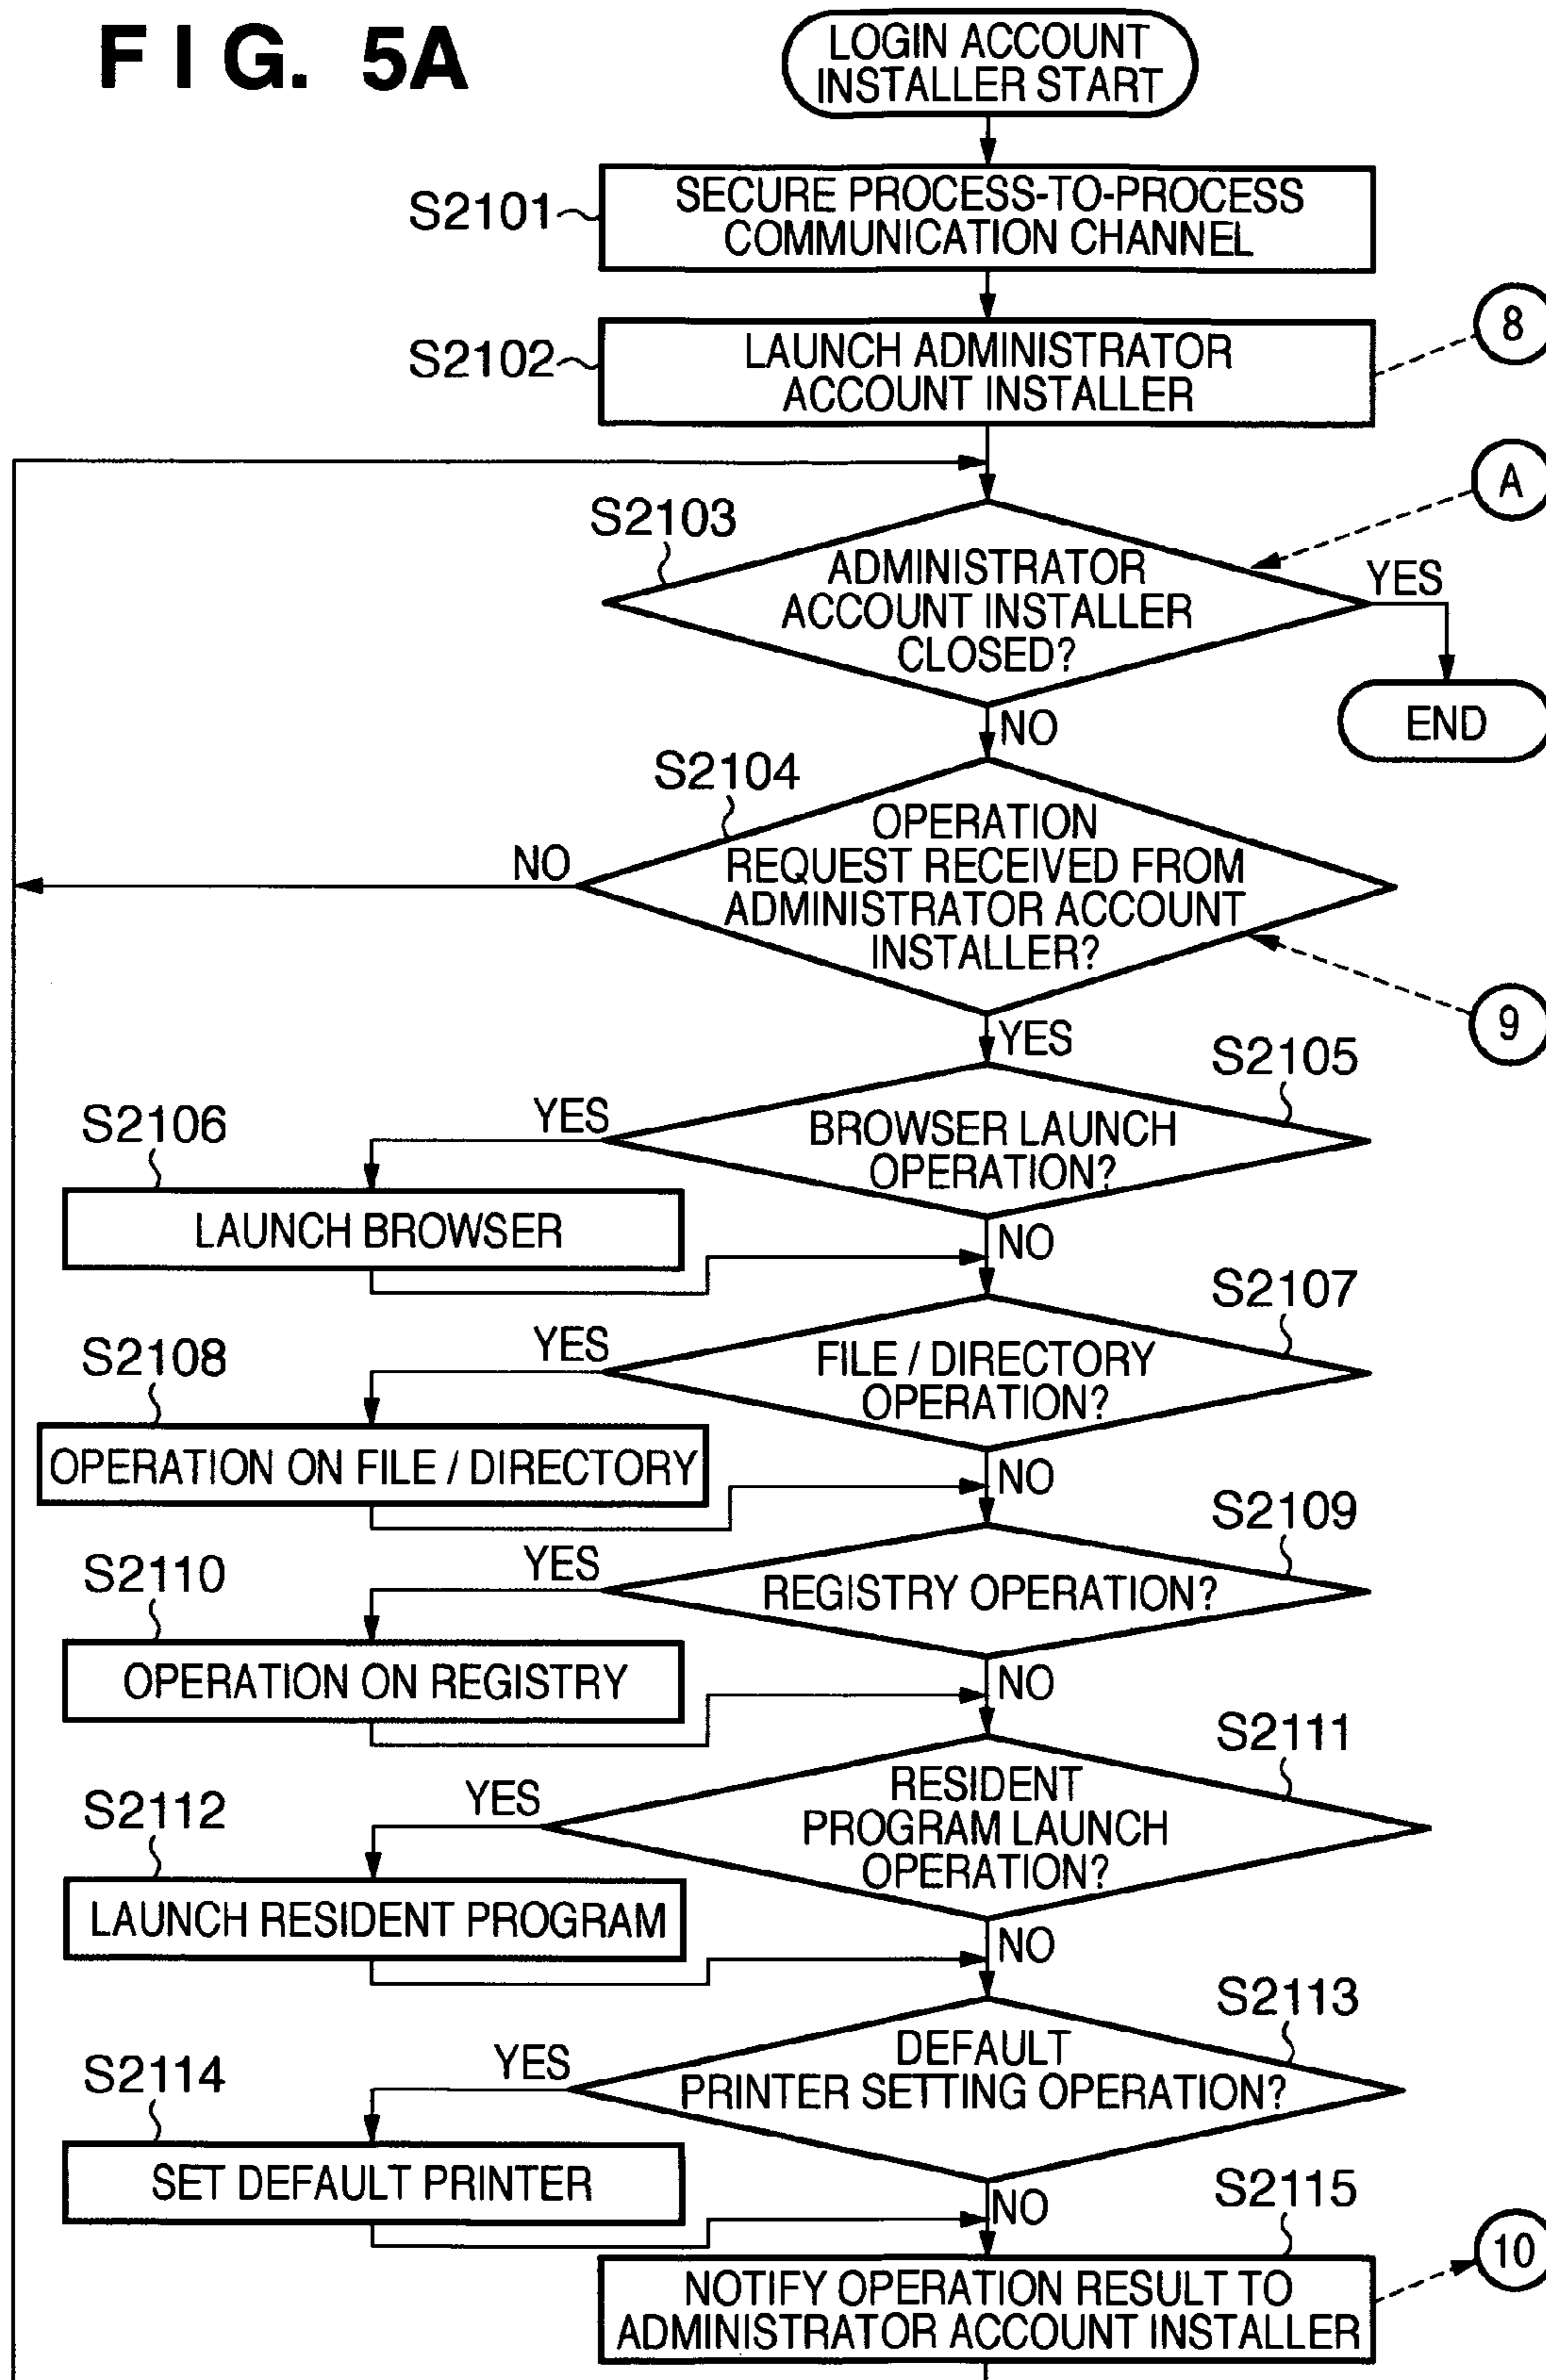 FIG. 5A
LOGIN ACCOUNT
INSTALLER START
S2101
SECURE PROCESS-TO-PROCESS
COMMUNICATION CHANNEL
S2102
LAUNCH ADMINISTRATOR
ACCOUNT INSTALLER
8
A
S2103
ADMINISTRATOR
ACCOUNT INSTALLER
CLOSED?
YES
END
NO
S2104
OPERATION
REQUEST RECEIVED FROM
ADMINISTRATOR ACCOUNT
INSTALLER?
NO
9
YES
S2105
BROWSER LAUNCH
OPERATION?
YES
S2106
LAUNCH BROWSER
NO
S2107
FILE / DIRECTORY
OPERATION?
YES
S2108
OPERATION ON FILE / DIRECTORY
NO
S2109
REGISTRY OPERATION?
YES
S2110
OPERATION ON REGISTRY
NO
S2111
RESIDENT
PROGRAM LAUNCH
OPERATION?
YES
S2112
LAUNCH RESIDENT PROGRAM
NO
S2113
DEFAULT
PRINTER SETTING OPERATION?
YES
S2114
SET DEFAULT PRINTER
NO
S2115
10
NOTIFY OPERATION RESULT TO
ADMINISTRATOR ACCOUNT INSTALLER